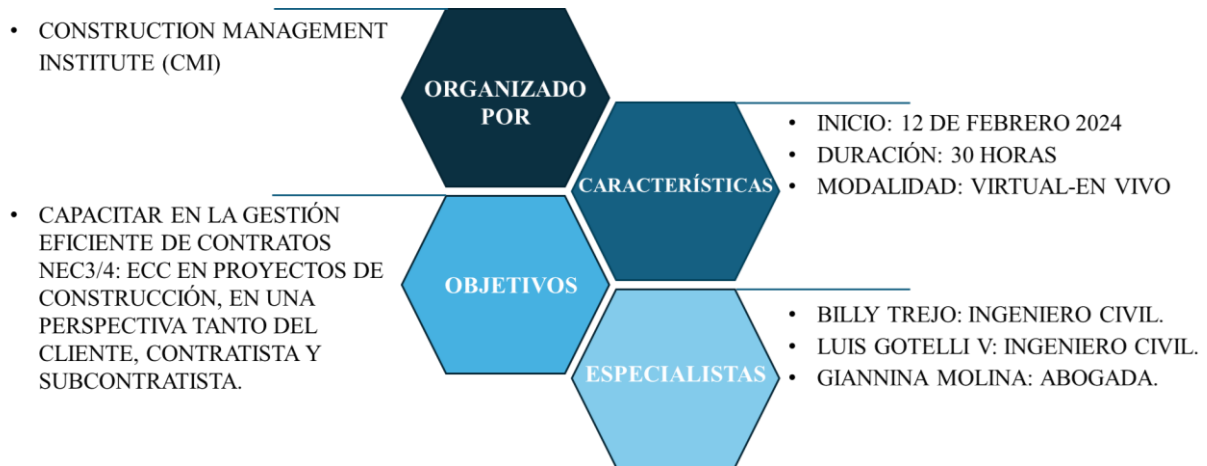 • CONSTRUCTION MANAGEMENT
INSTITUTE (CMI)
ORGANIZADO
POR
• INICIO: 12 DE FEBRERO 2024
• DURACIÓN: 30 HORAS
• MODALIDAD: VIRTUAL-EN VIVO
CARACTERÍSTICAS
• CAPACITAR EN LA GESTIÓN
EFICIENTE DE CONTRATOS
NEC3/4: ECC EN PROYECTOS DE
CONSTRUCCIÓN, EN UNA
PERSPECTIVA TANTO DEL
CLIENTE, CONTRATISTA Y
SUBCONTRATISTA.
OBJETIVOS
• BILLY TREJO: INGENIERO CIVIL.
• LUIS GOTELLI V: INGENIERO CIVIL.
• GIANNINA MOLINA: ABOGADA.
ESPECIALISTAS